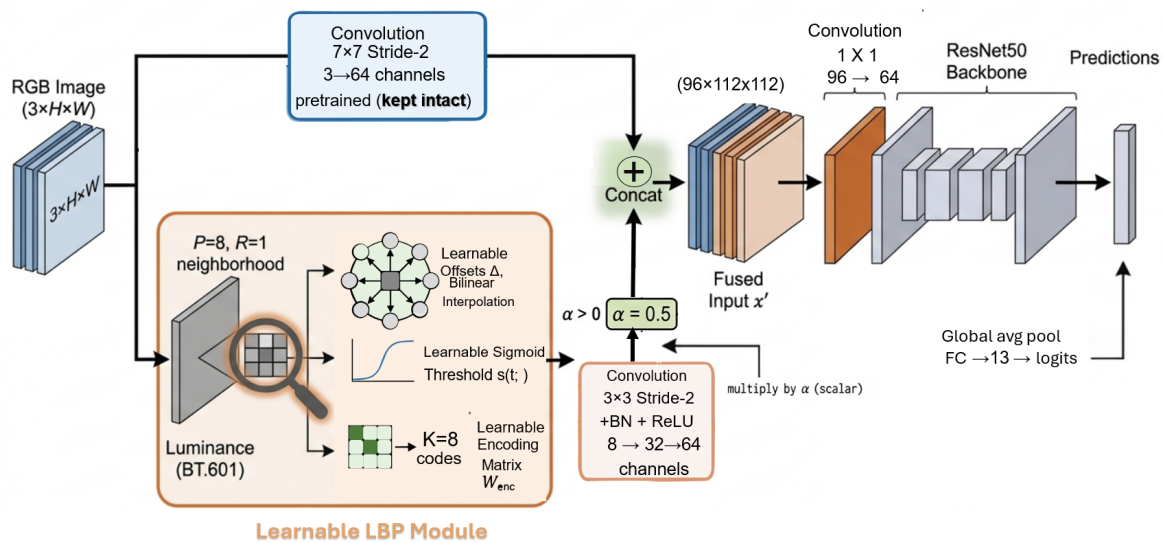 RGB Image
(3×H×W)
3×H×W
Convolution
7×7 Stride-2
3→64 channels
pretrained (kept intact)
P=8, R=1
neighborhood
Luminance
(BT.601)
Learnable
Offsets Δ,
Bilinear
Interpolation
Learnable Sigmoid
Threshold s(t; )
K=8
codes
Learnable
Encoding
Matrix
Wenc
Learnable LBP Module
Convolution
3×3 Stride-2
+BN + ReLU
8 → 32→64
channels
α > 0
α = 0.5
multiply by α (scalar)
+
Concat
(96×112x112)
Fused
Input x′
Convolution
1 X 1
96 → 64
ResNet50
Backbone
Predictions
Global avg pool
FC →13 → logits